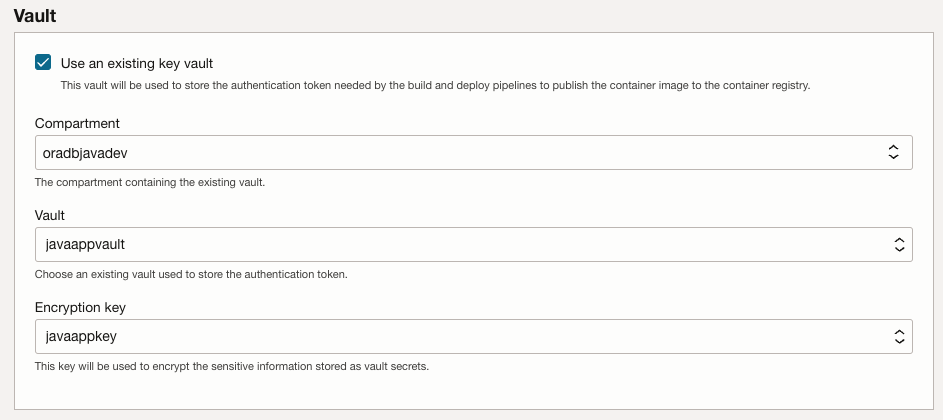 Vault
Use an existing key vault
This vault will be used to store the authentication token needed by the build and deploy pipelines to publish the container image to the container registry.
Compartment
oradbjavadev
The compartment containing the existing vault.
Vault
javaappvault
Choose an existing vault used to store the authentication token.
Encryption key
javaappkey
This key will be used to encrypt the sensitive information stored as vault secrets.